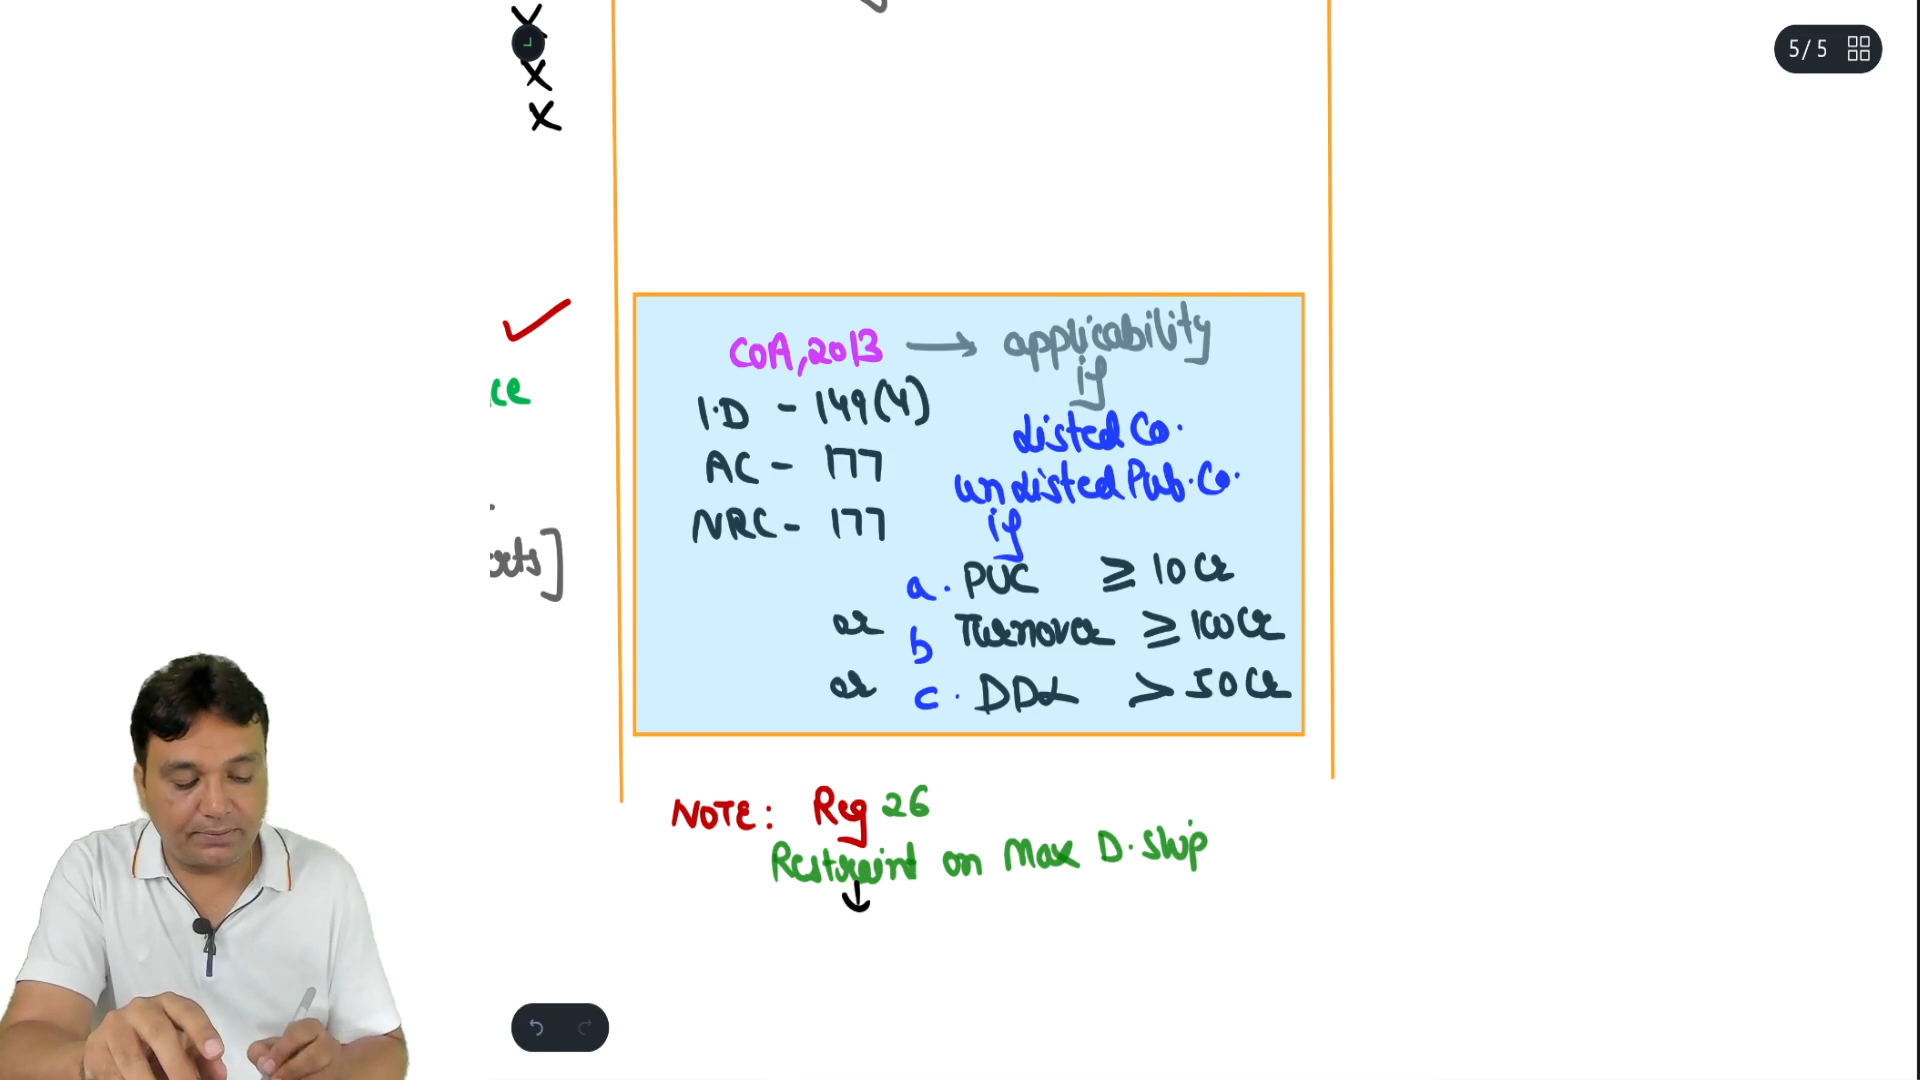 x
x
x
5/5
ce
CoA,2013 → applicability
if
I.D - 149(4)
Listed Co.
AC - 177
unListed Pub. Co.
NRC - 177
if
a. PUC ≥ 10 Cr
or b Turnover ≥ 100 Cr
or c. DDL > 50 Cr
NOTE: Reg 26
Restraint on Max D. ship
↓